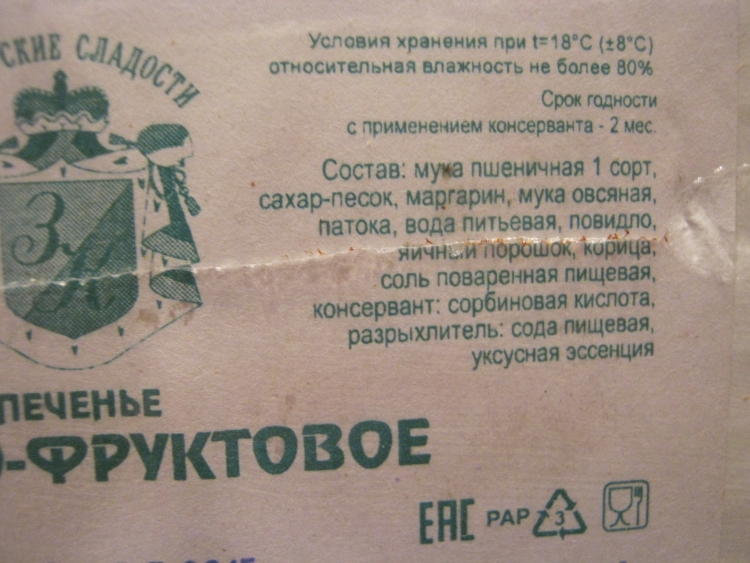 СКИЕ СЛАДОСТИ
ЗК
Условия хранения при t=18°C (±8°C)
относительная влажность не более 80%
Срок годности
с применением консерванта - 2 мес.
Состав: мука пшеничная 1 сорт,
сахар-песок, маргарин, мука овсяная,
патока, вода питьевая, повидло,
яичный порошок, корица,
соль поваренная пищевая,
консервант: сорбиновая кислота,
разрыхлитель: сода пищевая,
уксусная эссенция
ПЕЧЕНЬЕ
О-ФРУКТОВОЕ
EAC PAP 3